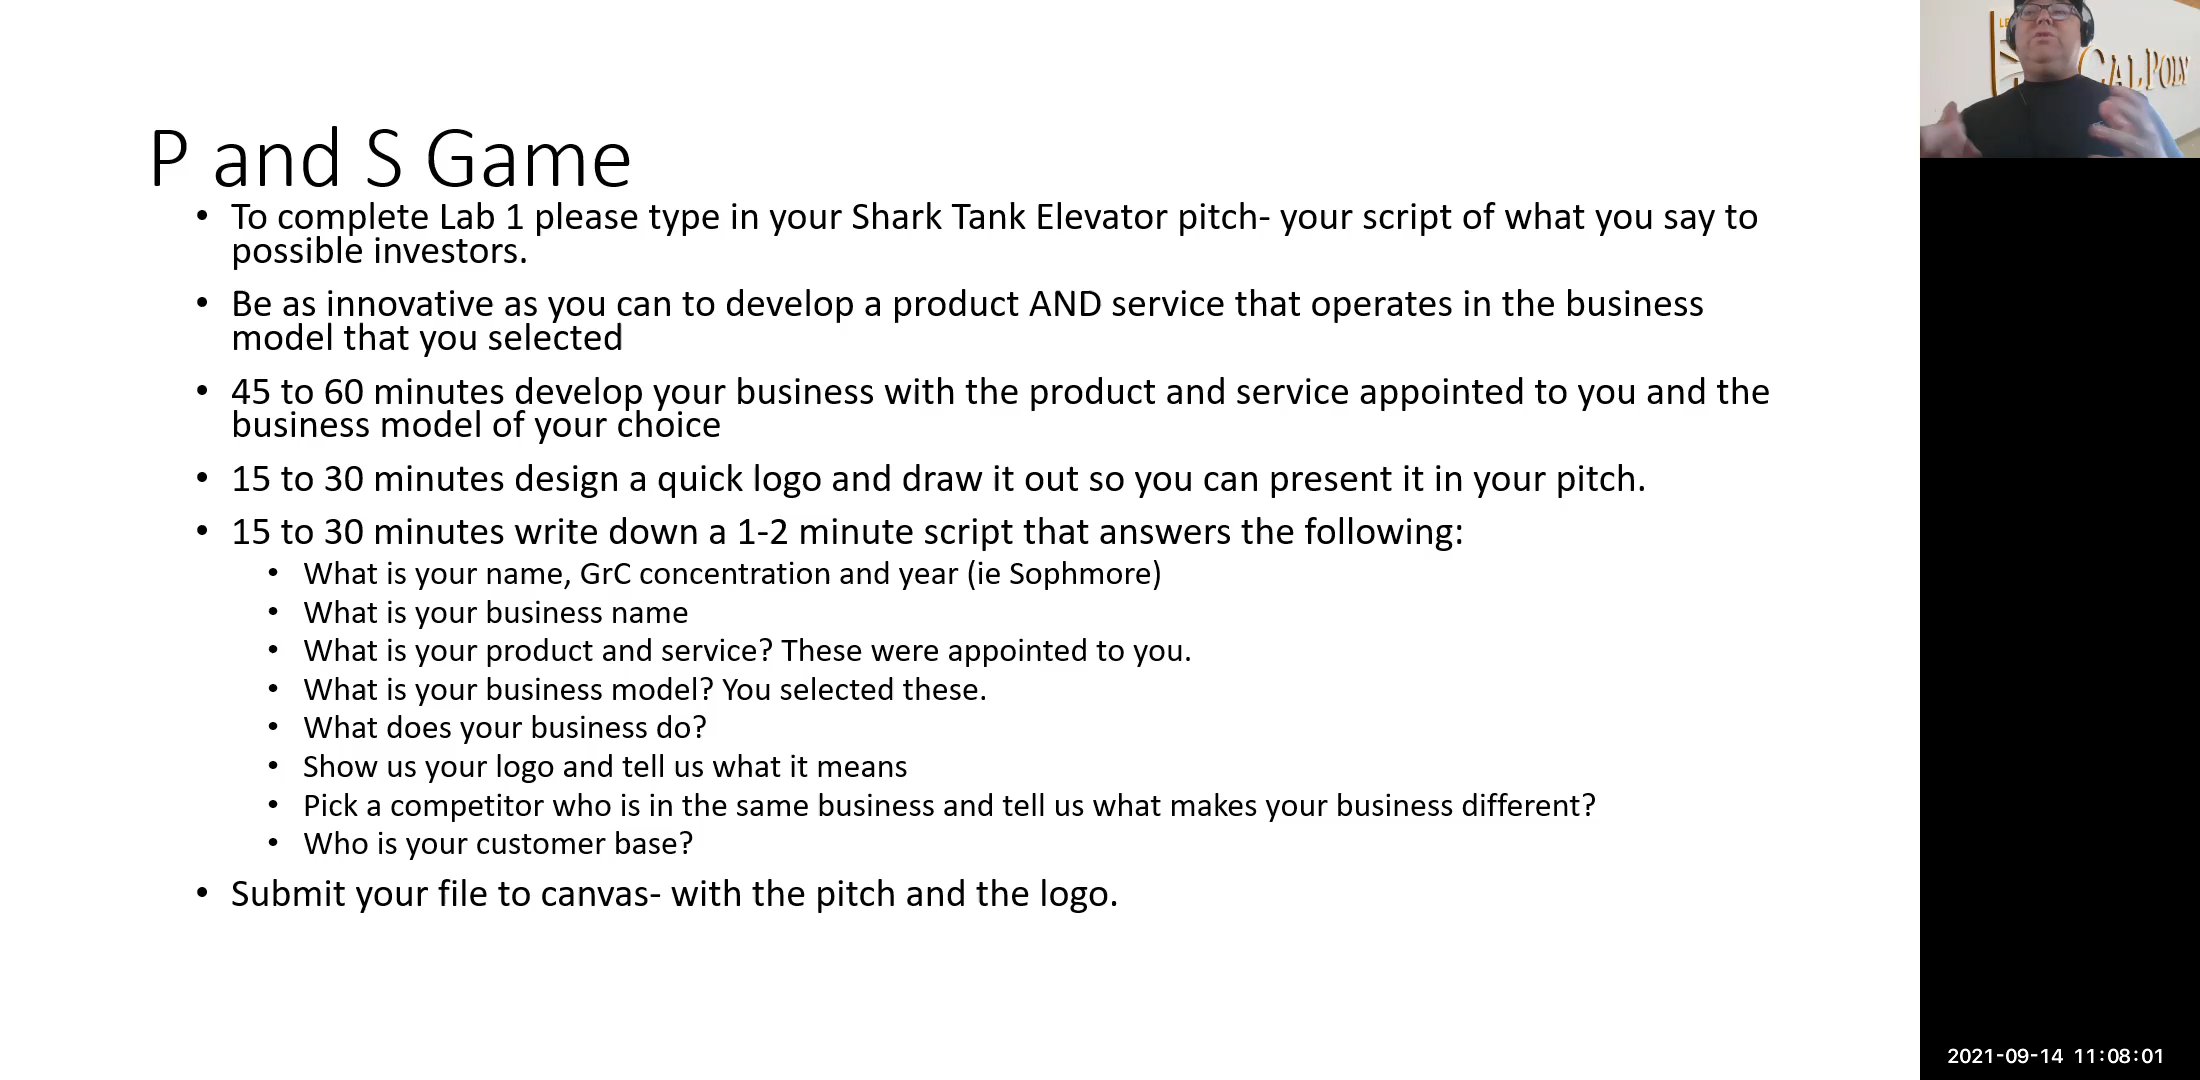 P and S Game
• To complete Lab 1 please type in your Shark Tank Elevator pitch- your script of what you say to
possible investors.
• Be as innovative as you can to develop a product AND service that operates in the business
model that you selected
• 45 to 60 minutes develop your business with the product and service appointed to you and the
business model of your choice
• 15 to 30 minutes design a quick logo and draw it out so you can present it in your pitch.
• 15 to 30 minutes write down a 1-2 minute script that answers the following:
• What is your name, GrC concentration and year (ie Sophmore)
• What is your business name
• What is your product and service? These were appointed to you.
• What is your business model? You selected these.
• What does your business do?
• Show us your logo and tell us what it means
• Pick a competitor who is in the same business and tell us what makes your business different?
• Who is your customer base?
• Submit your file to canvas- with the pitch and the logo.
CAL POLY
2021-09-14 11:08:01